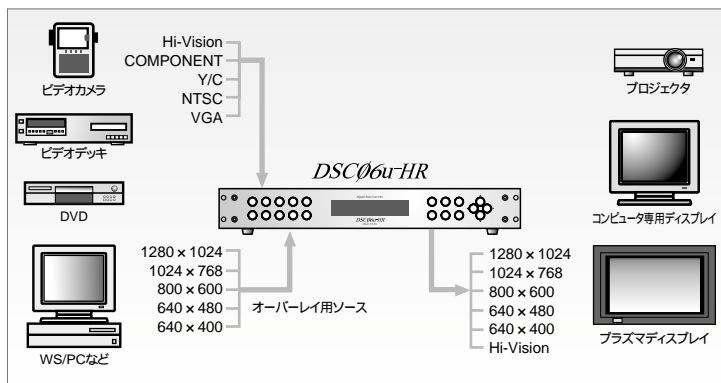 ビデオカメラ
ビデオデッキ
DVD
WS/PCなど
Hi-Vision
COMPONENT
Y/C
NTSC
VGA
DSC06u-HR
DSC06u-HR
1280 × 1024
1024 × 768
800 × 600
640 × 480
640 × 400
オーバーレイ用ソース
1280 × 1024
1024 × 768
800 × 600
640 × 480
640 × 400
Hi-Vision
プロジェクタ
コンピュータ専用ディスプレイ
プラズマディスプレイ